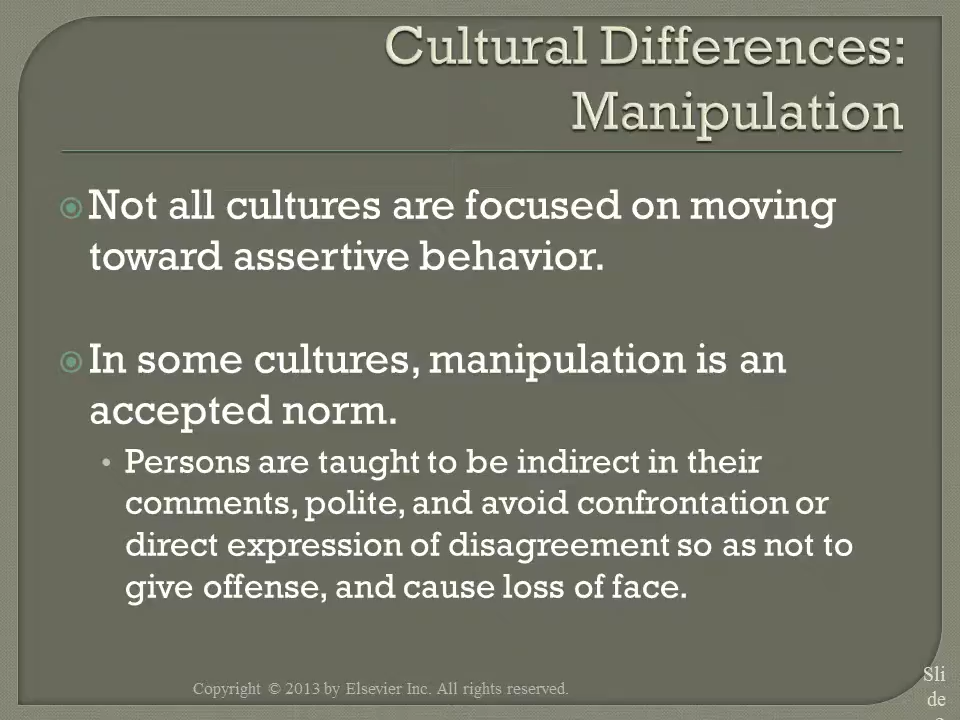 Cultural Differences:
Manipulation
Not all cultures are focused on moving
toward assertive behavior.
In some cultures, manipulation is an
accepted norm.
• Persons are taught to be indirect in their
comments, polite, and avoid confrontation or
direct expression of disagreement so as not to
give offense, and cause loss of face.
Copyright © 2013 by Elsevier Inc. All rights reserved.
Sli
de